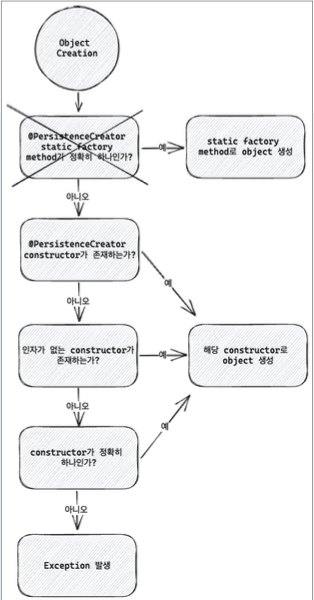 Object
Creation
@PersistenceCreator
static factory
method가 정확히 하나인가?
예
static factory
method로 object 생성
아니오
@PersistenceCreator
constructor가 존재하는가?
예
아니오
인자가 없는 constructor가
존재하는가?
예
해당 constructor로
object 생성
아니오
constructor가 정확히
하나인가?
예
아니오
Exception 발생